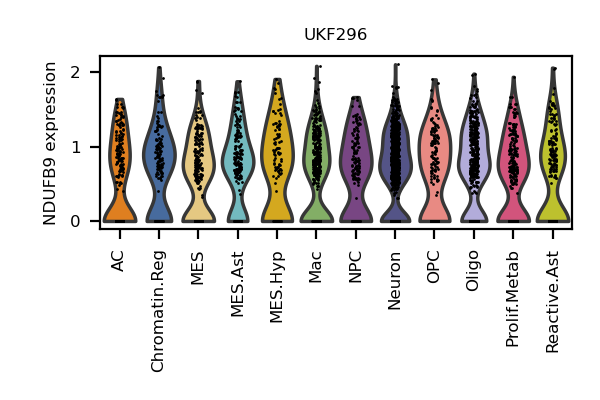 UKF296
NDUFB9 expression
2
1
0
AC
Chromatin.Reg
MES
MES.Ast
MES.Hyp
Mac
NPC
Neuron
OPC
Oligo
Prolif.Metab
Reactive.Ast